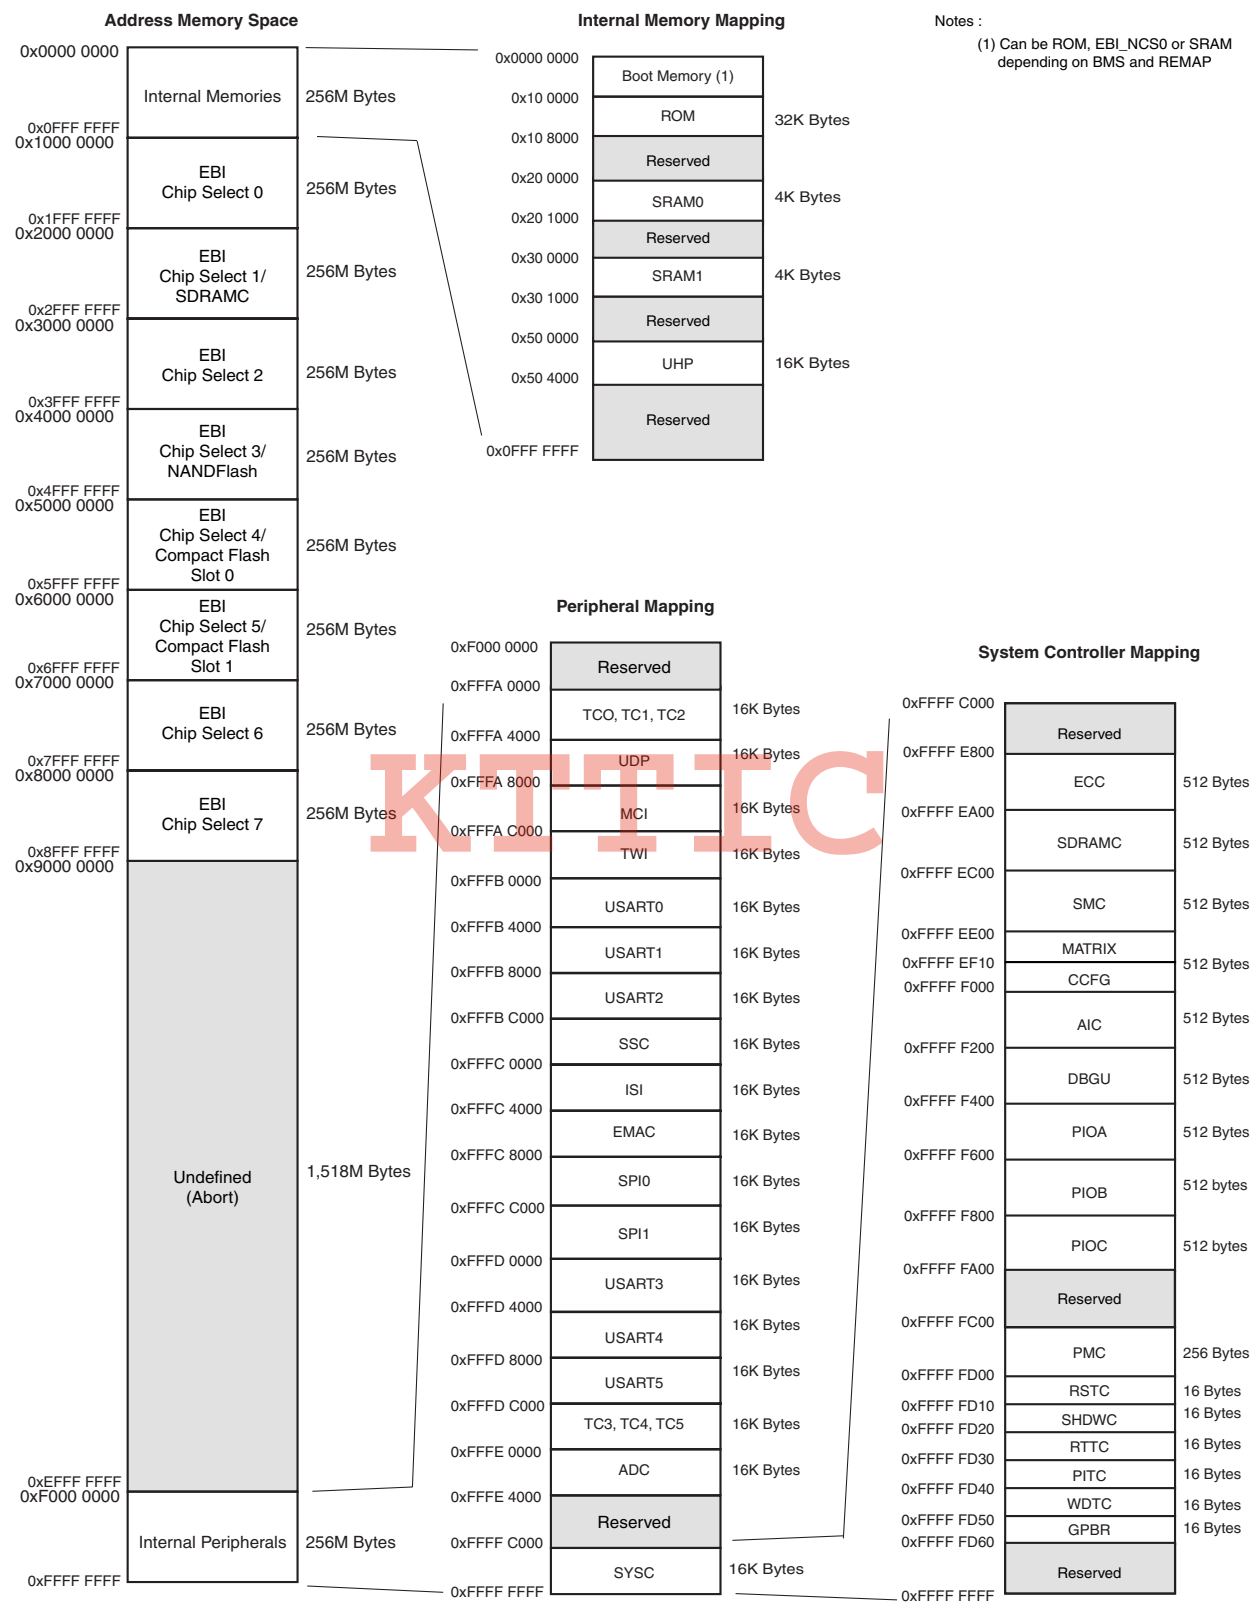 Address Memory Space
0x0000 0000
Internal Memories
256M Bytes
0x0FFF FFFF
0x1000 0000
EBI
Chip Select 0
256M Bytes
0x1FFF FFFF
0x2000 0000
EBI
Chip Select 1/
SDRAMC
256M Bytes
0x2FFF FFFF
0x3000 0000
EBI
Chip Select 2
256M Bytes
0x3FFF FFFF
0x4000 0000
EBI
Chip Select 3/
NANDFlash
256M Bytes
0x4FFF FFFF
0x5000 0000
EBI
Chip Select 4/
Compact Flash
Slot 0
256M Bytes
0x5FFF FFFF
0x6000 0000
EBI
Chip Select 5/
Compact Flash
Slot 1
256M Bytes
0x6FFF FFFF
0x7000 0000
EBI
Chip Select 6
256M Bytes
0x7FFF FFFF
0x8000 0000
EBI
Chip Select 7
256M Bytes
0x8FFF FFFF
0x9000 0000
Undefined
(Abort)
1,518M Bytes
0xEFFF FFFF
0xF000 0000
Internal Peripherals
256M Bytes
0xFFFF FFFF
Internal Memory Mapping
0x0000 0000
Boot Memory (1)
0x10 0000
ROM
32K Bytes
0x10 8000
Reserved
0x20 0000
SRAM0
4K Bytes
0x20 1000
Reserved
0x30 0000
SRAM1
4K Bytes
0x30 1000
Reserved
0x50 0000
UHP
16K Bytes
0x50 4000
Reserved
0x0FFF FFFF
Notes :
(1) Can be ROM, EBI_NCS0 or SRAM
depending on BMS and REMAP
Peripheral Mapping
0xF000 0000
Reserved
0xFFFA 0000
TCO, TC1, TC2
16K Bytes
0xFFFA 4000
UDP
16K Bytes
0xFFFA 8000
MCI
16K Bytes
0xFFFA C000
TWI
16K Bytes
0xFFFB 0000
USART0
16K Bytes
0xFFFB 4000
USART1
16K Bytes
0xFFFB 8000
USART2
16K Bytes
0xFFFB C000
SSC
16K Bytes
0xFFFC 0000
ISI
16K Bytes
0xFFFC 4000
EMAC
16K Bytes
0xFFFC 8000
SPI0
16K Bytes
0xFFFC C000
SPI1
16K Bytes
0xFFFD 0000
USART3
16K Bytes
0xFFFD 4000
USART4
16K Bytes
0xFFFD 8000
USART5
16K Bytes
0xFFFD C000
TC3, TC4, TC5
16K Bytes
0xFFFE 0000
ADC
16K Bytes
0xFFFE 4000
Reserved
0xFFFF C000
SYSC
16K Bytes
0xFFFF FFFF
System Controller Mapping
0xFFFF C000
Reserved
0xFFFF E800
ECC
512 Bytes
0xFFFF EA00
SDRAMC
512 Bytes
0xFFFF EC00
SMC
512 Bytes
0xFFFF EE00
MATRIX
0xFFFF EF10
512 Bytes
CCFG
0xFFFF F000
AIC
512 Bytes
0xFFFF F200
DBGU
512 Bytes
0xFFFF F400
PIOA
512 Bytes
0xFFFF F600
PIOB
512 bytes
0xFFFF F800
PIOC
512 bytes
0xFFFF FA00
Reserved
0xFFFF FC00
PMC
256 Bytes
0xFFFF FD00
RSTC
16 Bytes
0xFFFF FD10
SHDWC
16 Bytes
0xFFFF FD20
RTTC
16 Bytes
0xFFFF FD30
PITC
16 Bytes
0xFFFF FD40
WDTC
16 Bytes
0xFFFF FD50
GPBR
16 Bytes
0xFFFF FD60
Reserved
0xFFFF FFFF
KTTIC